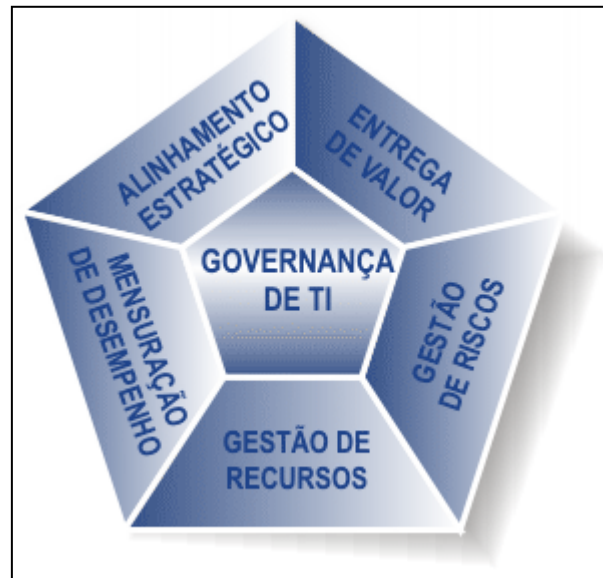 ALINHAMENTO
ESTRATÉGICO
ENTREGA
DE VALOR
GOVERNANÇA
DE TI
MENSURAÇÃO
DE DESEMPENHO
GESTÃO
DE RISCOS
GESTÃO DE
RECURSOS